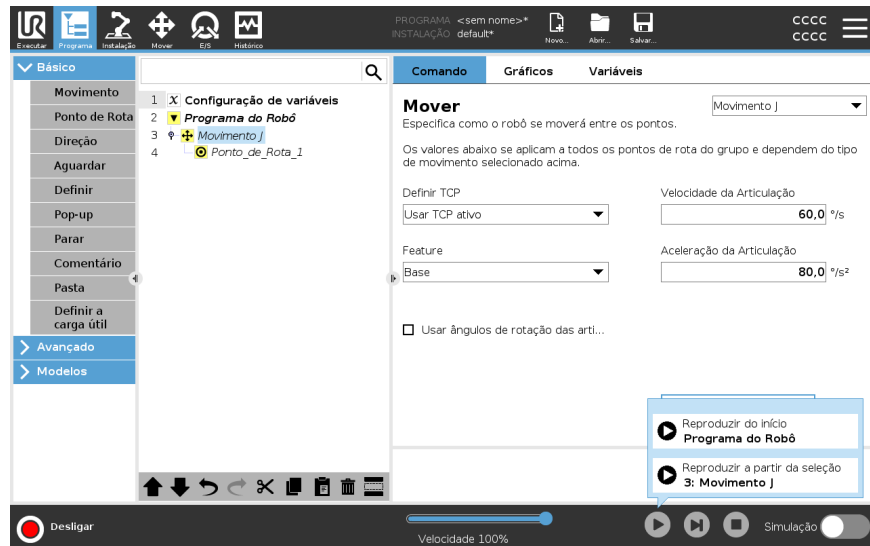 PROGRAMA <sem nome>*
INSTALAÇÃO default*
cccc
cccc
Executar
Programa
Instalação
Mover
E/S
Histórico
Novo...
Abrir...
Salvar...
Básico
Movimento
Ponto de Rota
Direção
Aguardar
Definir
Pop-up
Parar
Comentário
Pasta
Definir a
carga útil
Avançado
Modelos
1 X Configuração de variáveis
2 Programa do Robô
3 Movimento J
4 Ponto_de_Rota_1
Comando Gráficos Variáveis
Mover
Movimento J
Especifica como o robô se moverá entre os pontos.
Os valores abaixo se aplicam a todos os pontos de rota do grupo e dependem do tipo
de movimento selecionado acima.
Definir TCP
Usar TCP ativo
Velocidade da Articulação
60,0 °/s
Feature
Base
Aceleração da Articulação
80,0 °/s²
Usar ângulos de rotação das arti...
Reproduzir do início
Programa do Robô
Reproduzir a partir da seleção
3: Movimento J
Desligar
Velocidade 100%
Simulação